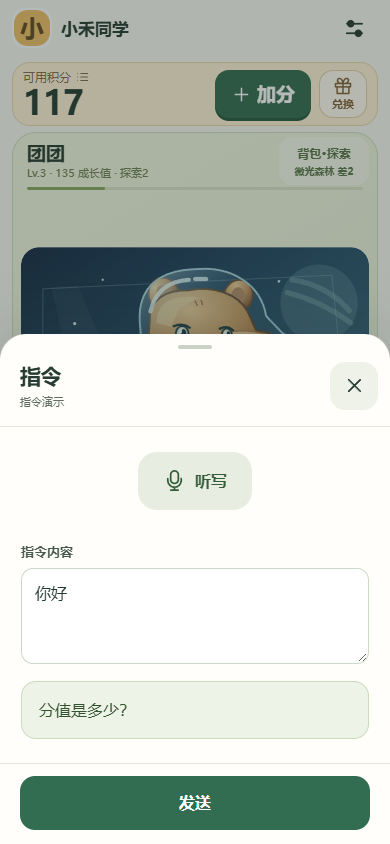 小 小禾同学
可用积分
117
加分
兑换
团团
Lv.3 · 135 成长值 · 探索2
背包•探索
微光森林 差2
指令
指令演示
听写
指令内容
你好
分值是多少?
发送